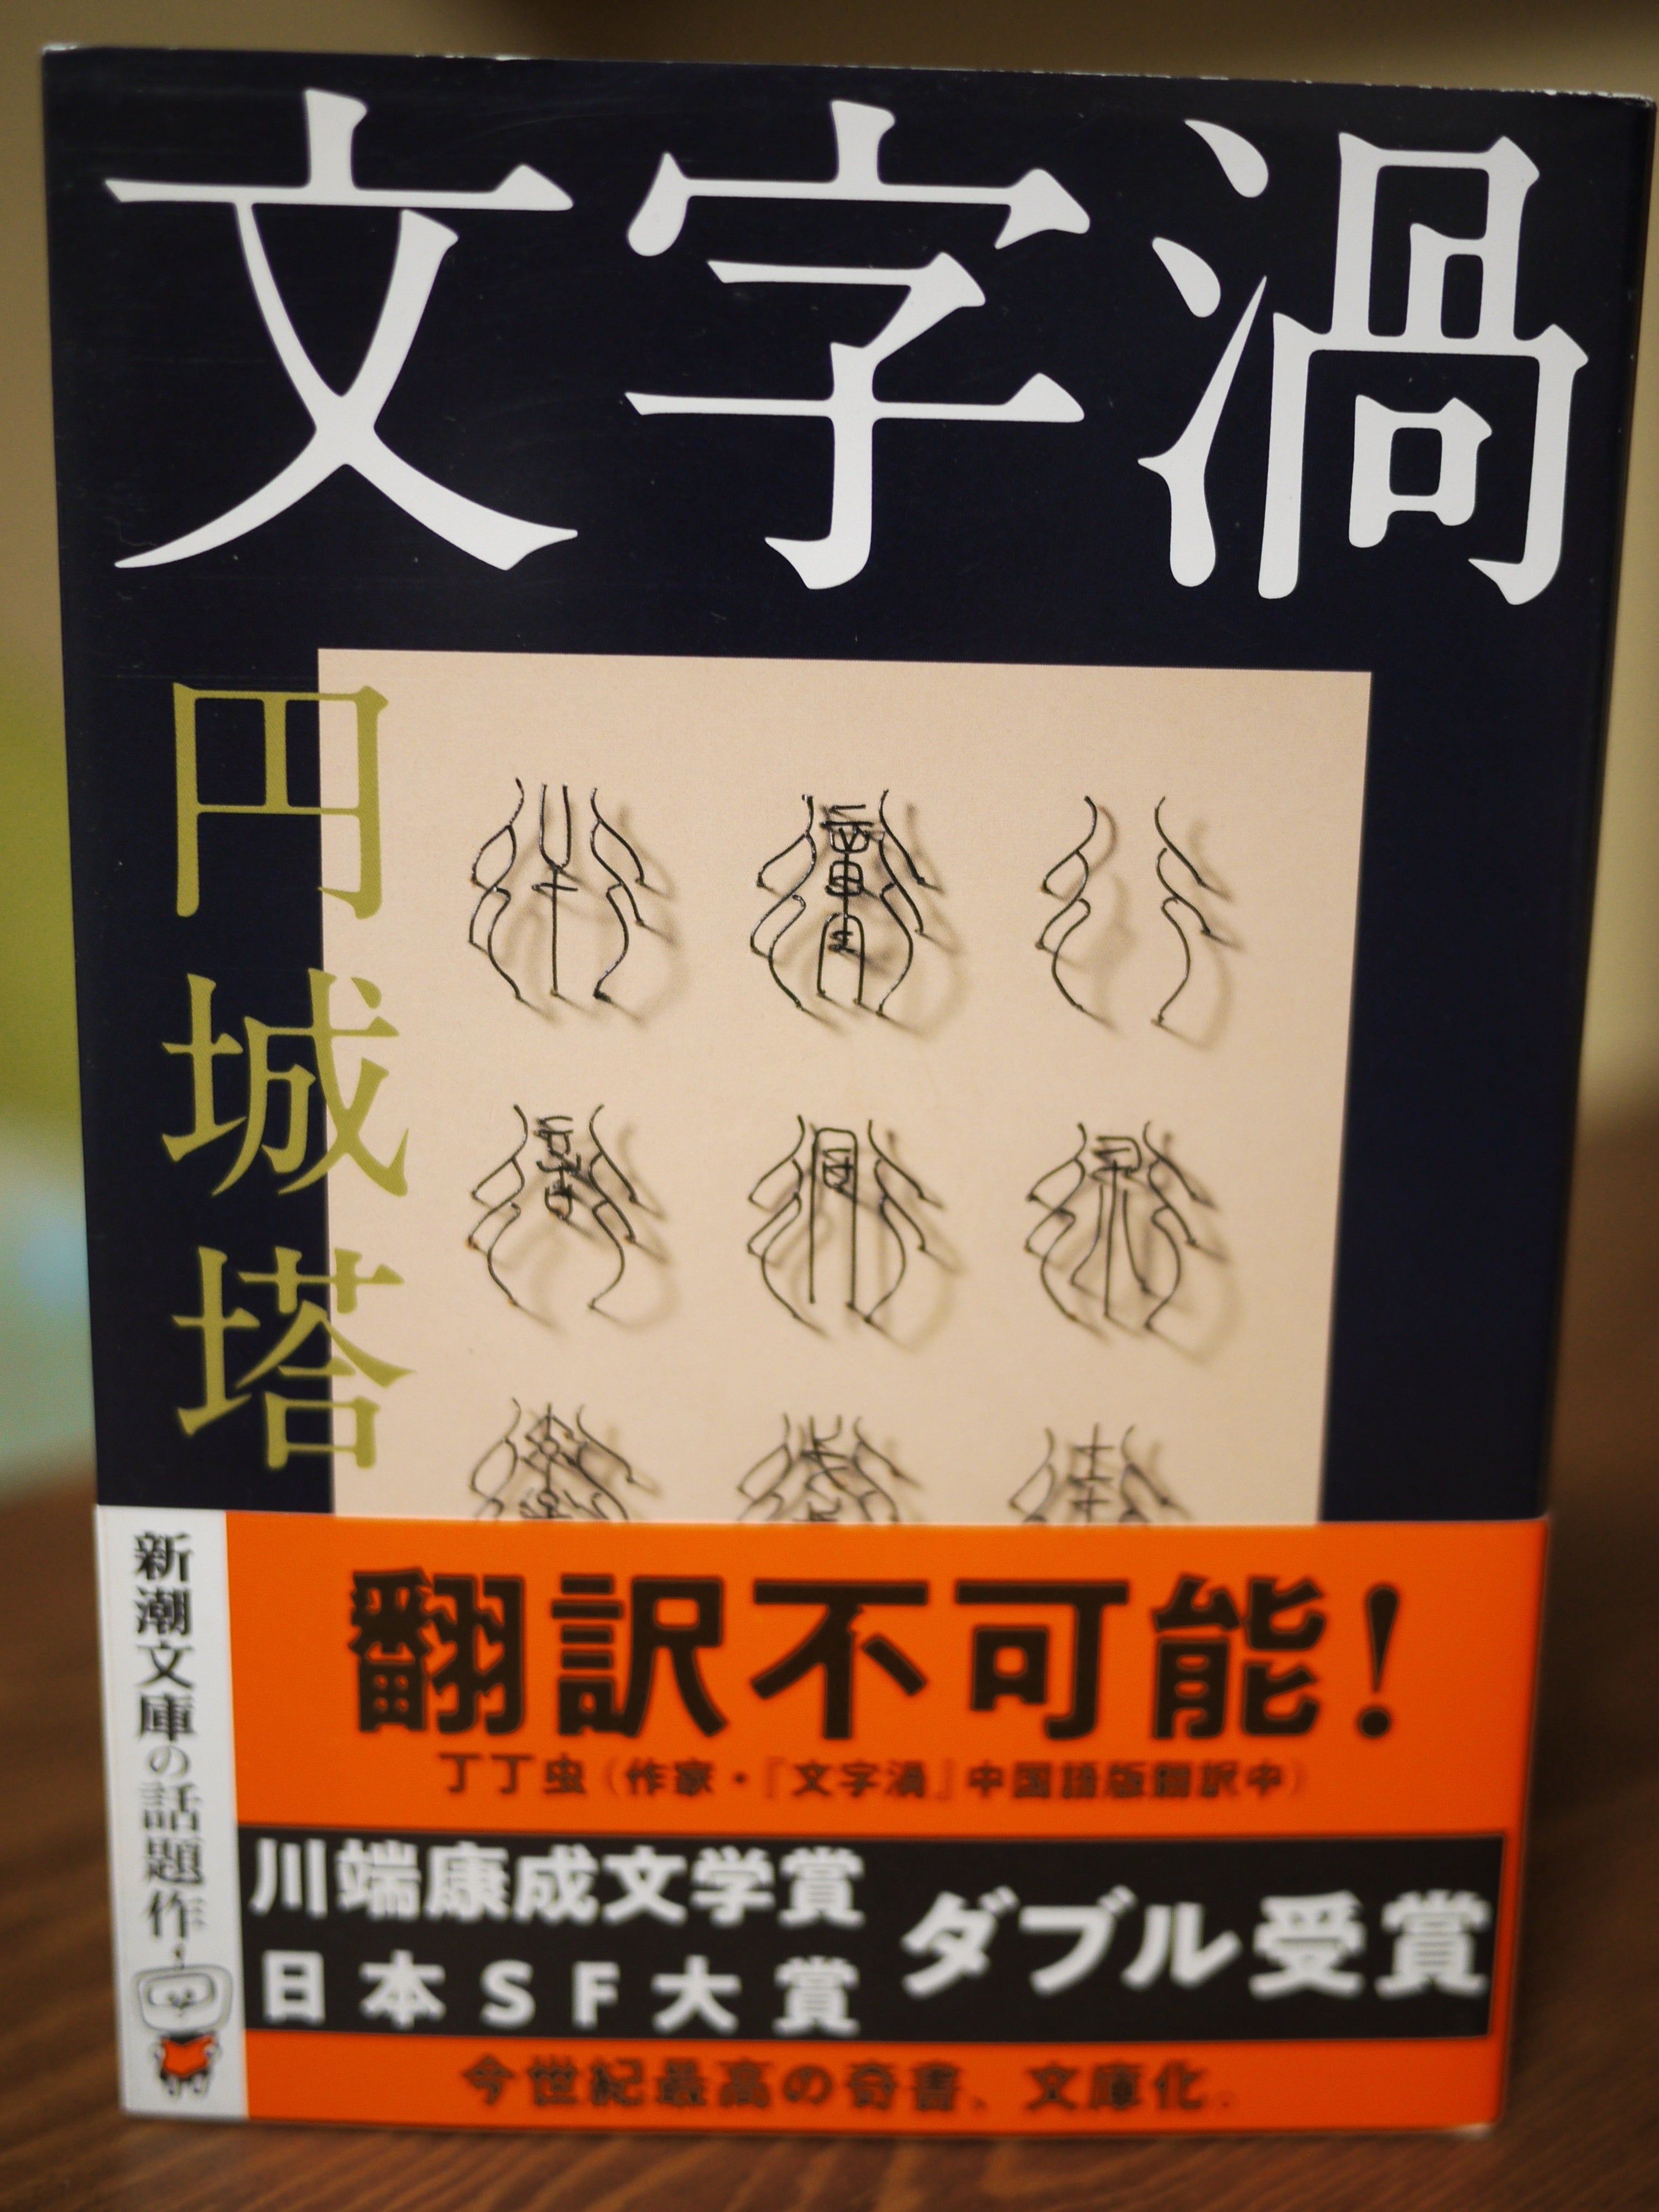 文字渦
円城塔
新潮文庫の話題作!
翻訳不可能!
丁丁虫(作家・『文字渦』中国語版翻訳中)
川端康成文学賞
日本SF大賞
ダブル受賞
今世紀最高の奇書、文庫化。